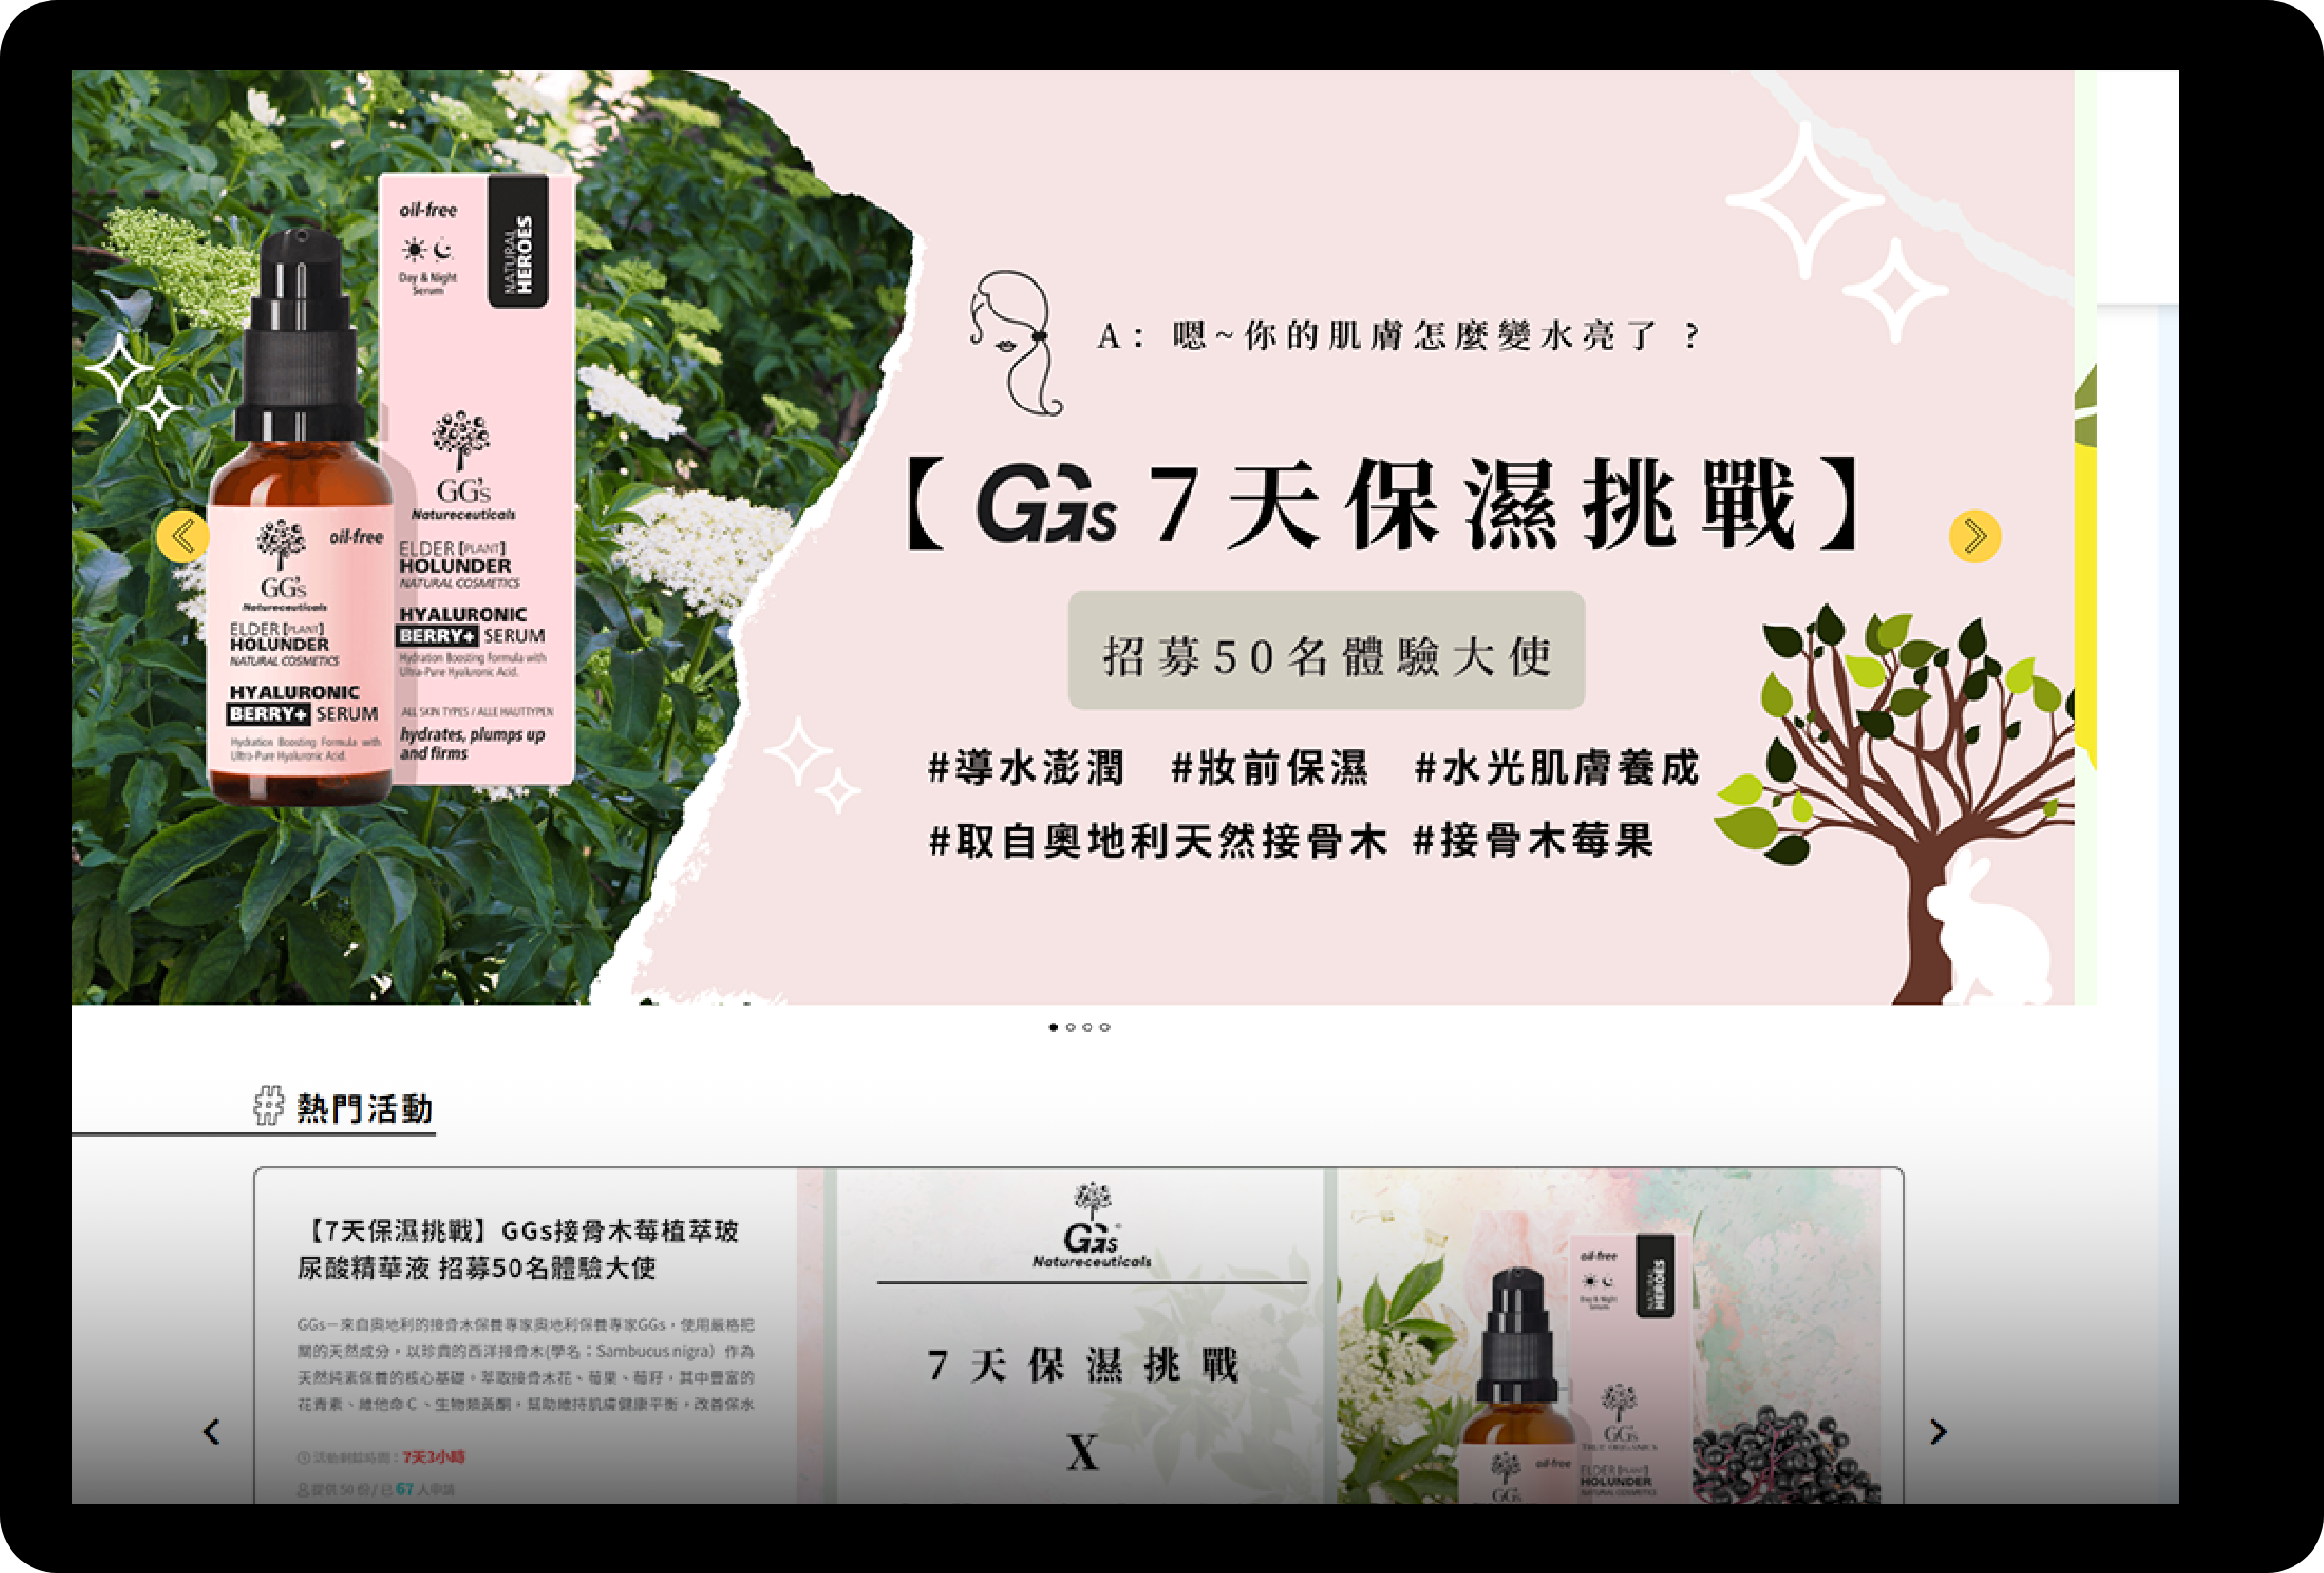 oil-free
NATURAL
HEROES
Day & Night
Serum
GG's
Natureceuticals
ELDER [PLANT]
HOLUNDER
NATURAL COSMETICS
HYALURONIC
BERRY+ SERUM
Hydration Boosting Formula with
Ultra-Pure Hyaluronic Acid.
ALL SKIN TYPES / ALLE HAUTTYPEN
hydrates, plumps up
and firms
oil-free
GG's
Natureceuticals
ELDER [PLANT]
HOLUNDER
NATURAL COSMETICS
HYALURONIC
BERRY+ SERUM
Hydration Boosting Formula with
Ultra-Pure Hyaluronic Acid.
A：嗯~你的肌膚怎麼變水亮了？
【GGs 7天保濕挑戰】
招募50名體驗大使
#導水澎潤 #妝前保濕 #水光肌膚養成
#取自奧地利天然接骨木 #接骨木莓果
# 熱門活動
【7天保濕挑戰】GGs接骨木莓植萃玻
尿酸精華液 招募50名體驗大使
GGs—來自奧地利的接骨木保養專家奧地利保養專家GGs，使用嚴格把
關的天然成分，以珍貴的西洋接骨木(學名：Sambucus nigra）作為
天然純素保養的核心基礎。萃取接骨木花、莓果、莓籽，其中豐富的
花青素、維他命C、生物類黃酮，幫助維持肌膚健康平衡，改善保水
活動剩餘時間：7天3小時
提供 50 份 / 已 67 人申請
GGs
Natureceuticals
7天保濕挑戰
X
oil-free
NATURAL
HEROES
Day & Night
Serum
GG's
TRUE ORGANICS
ELDER [PLANT]
HOLUNDER
NATURAL COSMETICS
oil-free
GG's